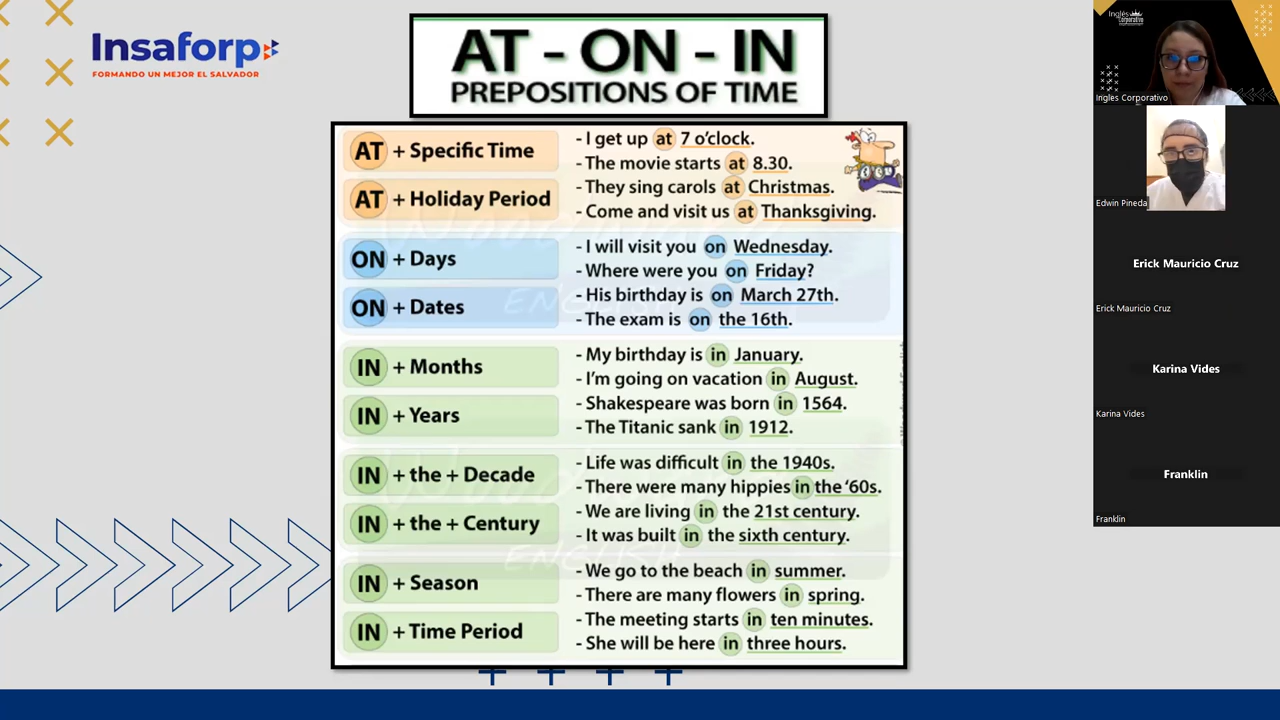 Insaforp
FORMANDO UN MEJOR EL SALVADOR
AT - ON - IN
PREPOSITIONS OF TIME
AT + Specific Time
- I get up at 7 o'clock.
- The movie starts at 8.30.
AT + Holiday Period
- They sing carols at Christmas.
- Come and visit us at Thanksgiving.
ON + Days
- I will visit you on Wednesday.
- Where were you on Friday?
ON + Dates
- His birthday is on March 27th.
- The exam is on the 16th.
IN + Months
- My birthday is in January.
- I'm going on vacation in August.
IN + Years
- Shakespeare was born in 1564.
- The Titanic sank in 1912.
IN + the + Decade
- Life was difficult in the 1940s.
- There were many hippies in the '60s.
IN + the + Century
- We are living in the 21st century.
- It was built in the sixth century.
IN + Season
- We go to the beach in summer.
- There are many flowers in spring.
IN + Time Period
- The meeting starts in ten minutes.
- She will be here in three hours.
ENGLISH
ENGLISH
Inglés
Corporativo
Ingles Corporativo
Edwin Pineda
Erick Mauricio Cruz
Erick Mauricio Cruz
Karina Vides
Karina Vides
Franklin
Franklin